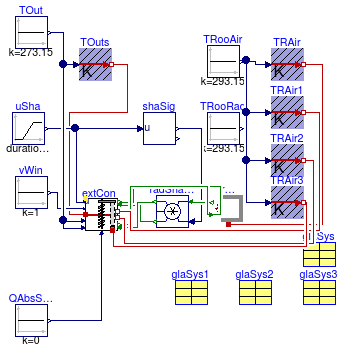 TOut
k=273.15
TOuts
K
TRooAir
k=293.15
TRAir
K
uSha
duratio...
shaSig
u
TRooRad
k=293.15
TRAir1
K
TRAir2
K
vWin
k=1
extCon...
radSha...
TRAir3
K
Sys
glaSys1
glaSys2
glaSys3
QAbsS...
k=0